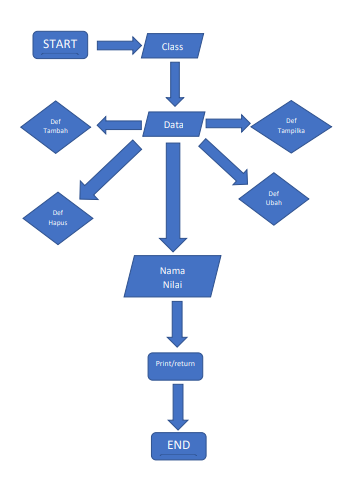 START
Class
Def
Tambah
Data
Def
Tampilka
Def
Hapus
Def
Ubah
Nama
Nilai
Print/return
END